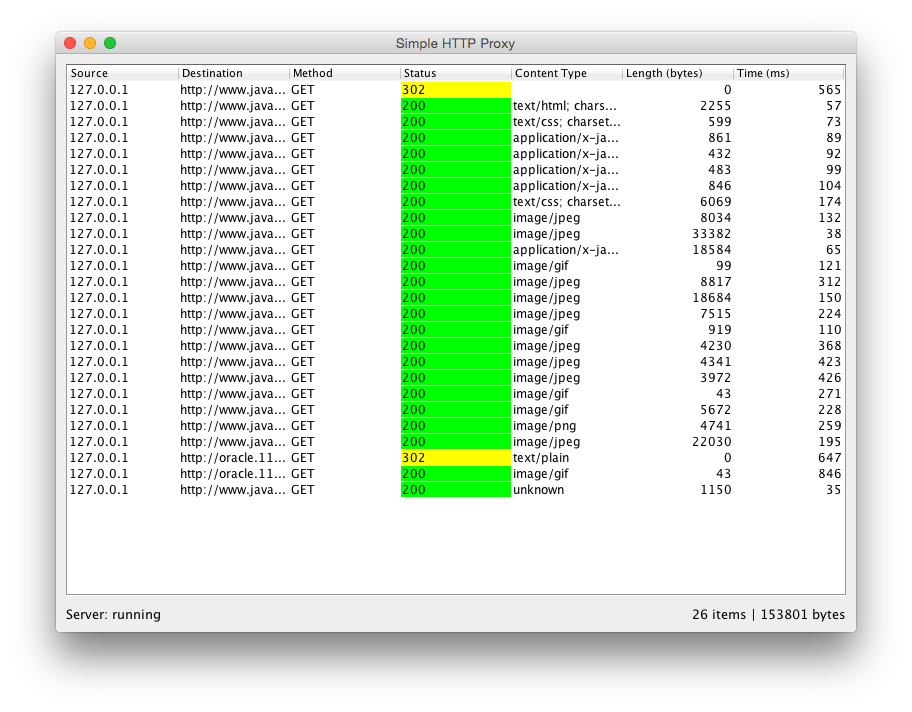 Simple HTTP Proxy
Source Destination Method Status Content Type Length (bytes) Time (ms)
127.0.0.1 http://www.java... GET 302 0 565
127.0.0.1 http://www.java... GET 200 text/html; chars... 2255 57
127.0.0.1 http://www.java... GET 200 text/css; charset... 599 73
127.0.0.1 http://www.java... GET 200 application/x-ja... 861 89
127.0.0.1 http://www.java... GET 200 application/x-ja... 432 92
127.0.0.1 http://www.java... GET 200 application/x-ja... 483 99
127.0.0.1 http://www.java... GET 200 application/x-ja... 846 104
127.0.0.1 http://www.java... GET 200 text/css; charset... 6069 174
127.0.0.1 http://www.java... GET 200 image/jpeg 8034 132
127.0.0.1 http://www.java... GET 200 image/jpeg 33382 38
127.0.0.1 http://www.java... GET 200 application/x-ja... 18584 65
127.0.0.1 http://www.java... GET 200 image/gif 99 121
127.0.0.1 http://www.java... GET 200 image/jpeg 8817 312
127.0.0.1 http://www.java... GET 200 image/jpeg 18684 150
127.0.0.1 http://www.java... GET 200 image/jpeg 7515 224
127.0.0.1 http://www.java... GET 200 image/gif 919 110
127.0.0.1 http://www.java... GET 200 image/jpeg 4230 368
127.0.0.1 http://www.java... GET 200 image/jpeg 4341 423
127.0.0.1 http://www.java... GET 200 image/jpeg 3972 426
127.0.0.1 http://www.java... GET 200 image/gif 43 271
127.0.0.1 http://www.java... GET 200 image/gif 5672 228
127.0.0.1 http://www.java... GET 200 image/png 4741 259
127.0.0.1 http://www.java... GET 200 image/jpeg 22030 195
127.0.0.1 http://oracle.11... GET 302 text/plain 0 647
127.0.0.1 http://oracle.11... GET 200 image/gif 43 846
127.0.0.1 http://www.java... GET 200 unknown 1150 35
Server: running 26 items | 153801 bytes